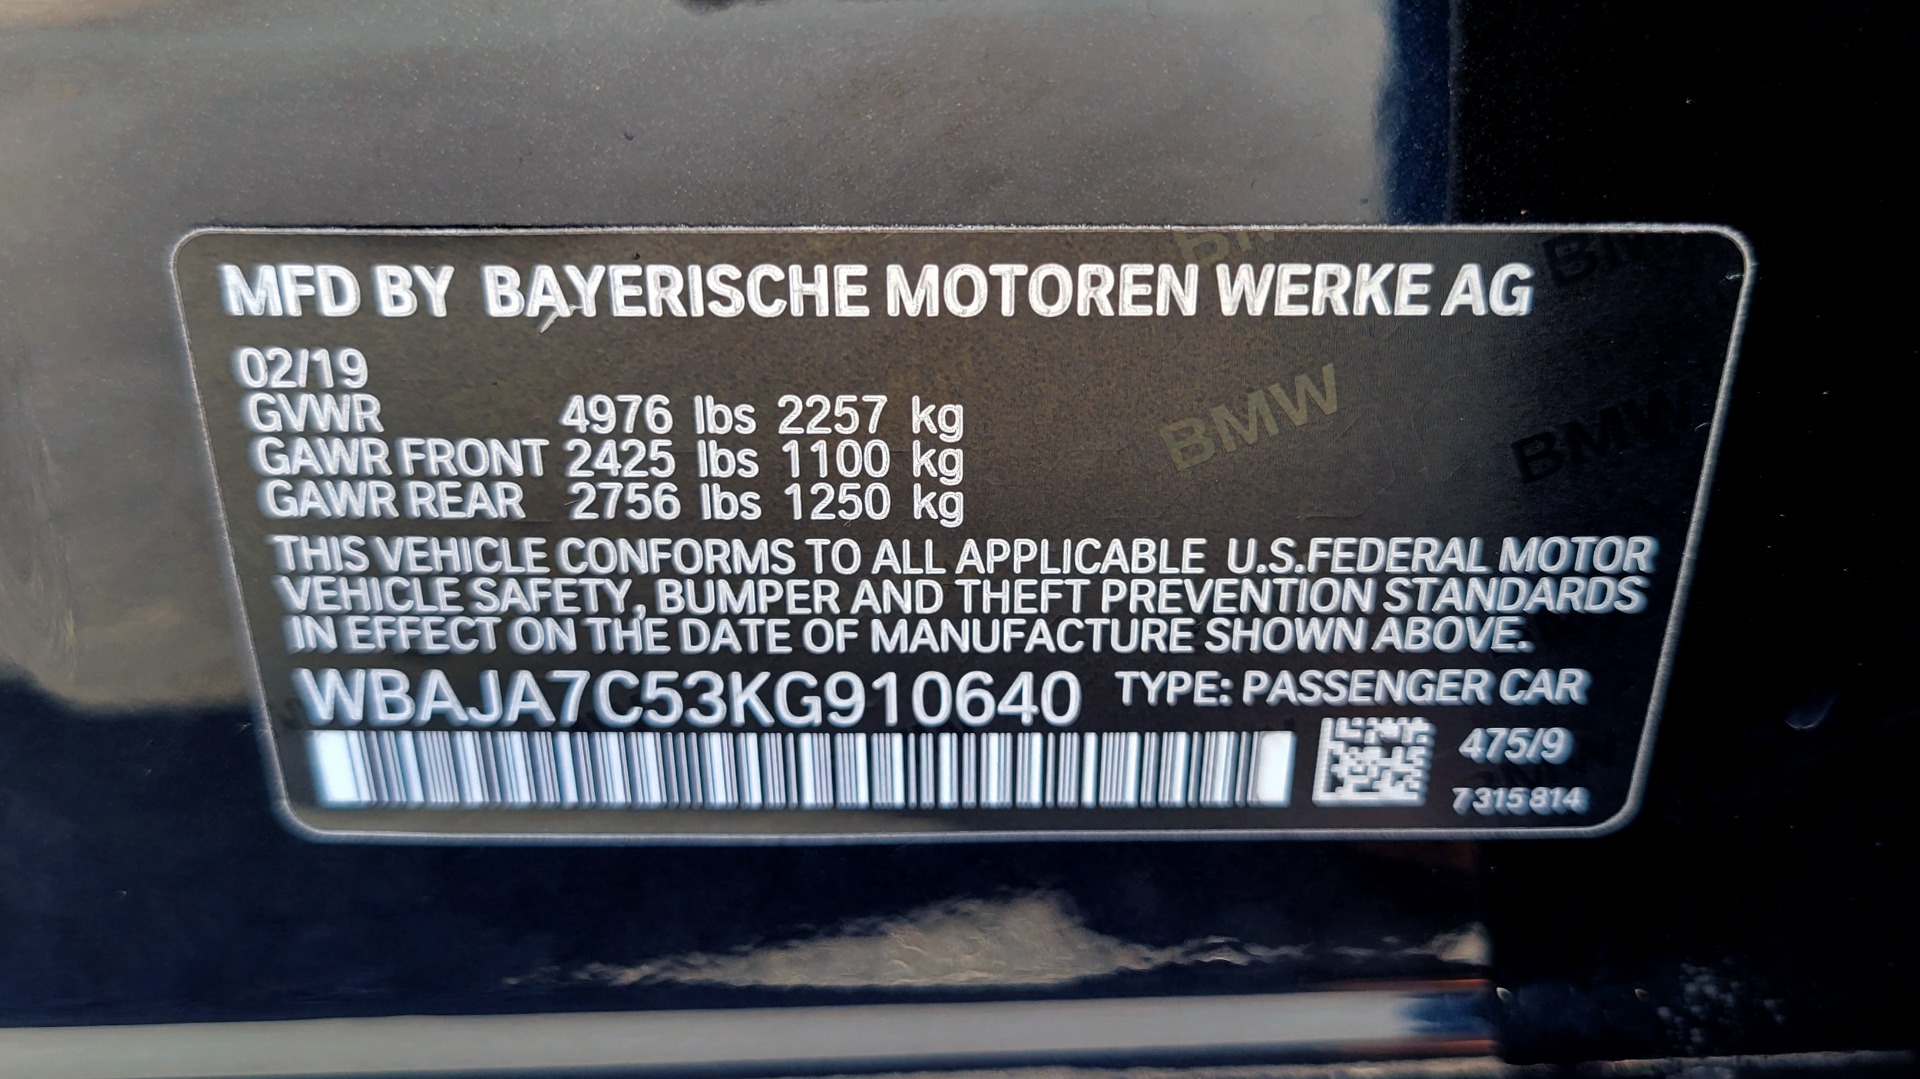 MFD BY BAYERISCHE MOTOREN WERKE AG
02/19
GVWR 4976 lbs 2257 kg
GAWR FRONT 2425 lbs 1100 kg
GAWR REAR 2756 lbs 1250 kg
THIS VEHICLE CONFORMS TO ALL APPLICABLE U.S.FEDERAL MOTOR
VEHICLE SAFETY, BUMPER AND THEFT PREVENTION STANDARDS
IN EFFECT ON THE DATE OF MANUFACTURE SHOWN ABOVE.
WBAJA7C53KG910640 TYPE: PASSENGER CAR
475/9
7315814
BMW
BMW
BMW
BMW